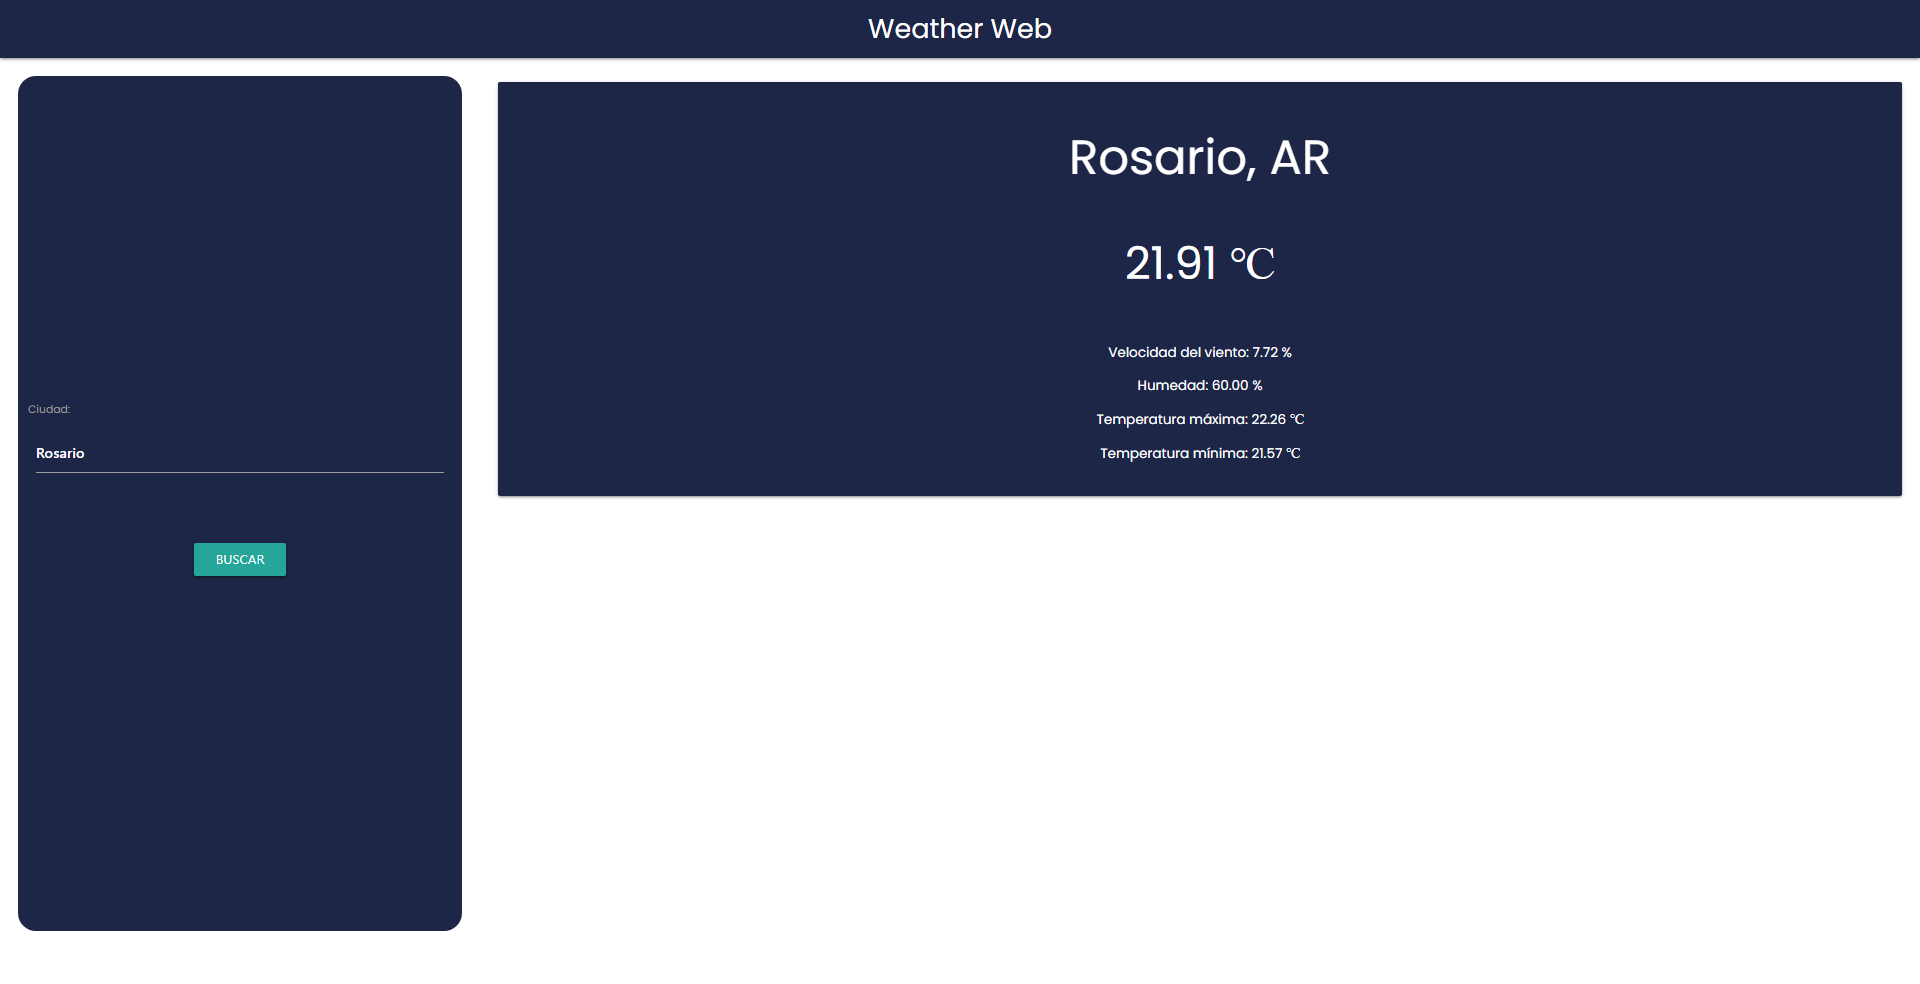 Weather Web
Ciudad:
Rosario
BUSCAR
Rosario, AR
21.91 ℃
Velocidad del viento: 7.72 %
Humedad: 60.00 %
Temperatura máxima: 22.26 ℃
Temperatura mínima: 21.57 ℃